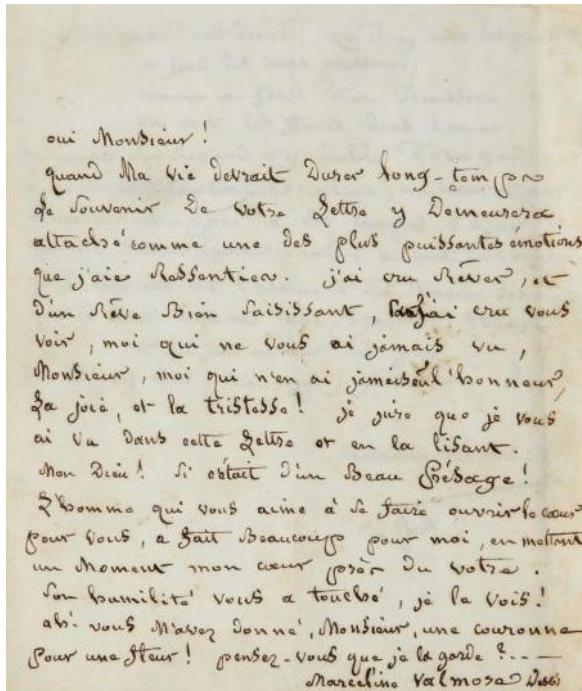 oui Monsieur !
quand Ma vie devrait Durer long-temps
Le Souvenir De votre Lettre y Demeurera
attaché comme une des plus puissantes émotions
que j'aie Ressenties. j'ai cru Rêver, et
d'un Rêve Bien saisissant, j'ai cru vous
voir, moi qui ne vous ai jamais vu,
Monsieur, moi qui n'en ai jamais eu l'honneur,
La joie, et la tristesse ! je jure que je vous
ai vu dans cette Lettre et en la lisant.
Mon Dieu ! Si c'était d'un Beau Présage !
L'homme qui vous aime à se faire ouvrir le cœur
pour vous, a fait Beaucoup pour moi, en mettant
un Moment mon cœur près du votre.
Son humilité vous a touché, je le vois !
ah ! vous M'avez donné, Monsieur, une couronne
pour une fleur ! pensez-vous que je la garde ?...
Marceline Valmore